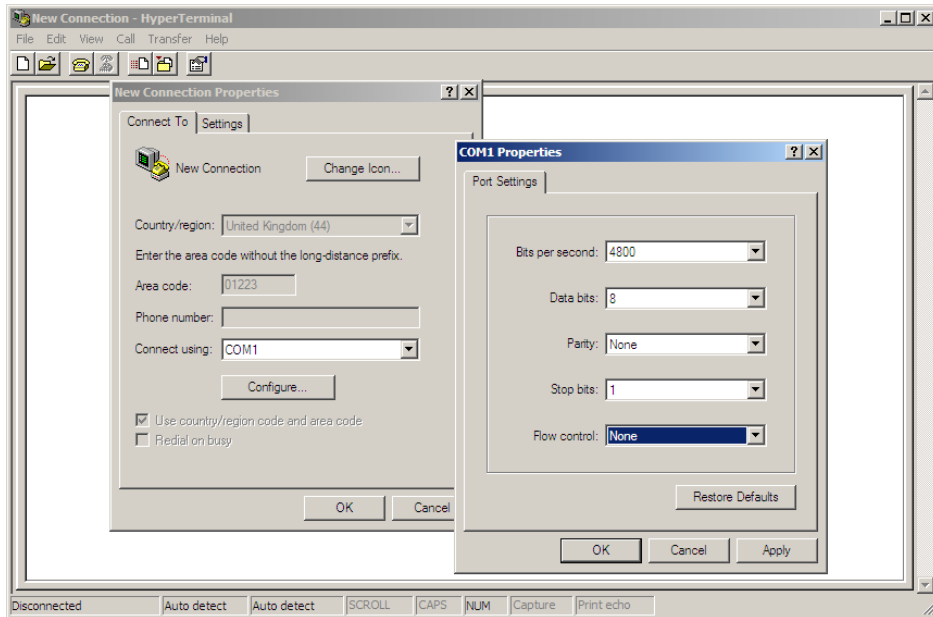 New Connection - HyperTerminal
File Edit View Call Transfer Help
New Connection Properties
Connect To Settings
New Connection Change Icon...
Country/region: United Kingdom (44)
Enter the area code without the long-distance prefix.
Area code: 01223
Phone number:
Connect using: COM1
Configure...
Use country/region code and area code
Redial on busy
OK Cancel
COM1 Properties
Port Settings
Bits per second: 4800
Data bits: 8
Parity: None
Stop bits: 1
Flow control: None
Restore Defaults
OK Cancel Apply
Disconnected Auto detect Auto detect SCROLL CAPS NUM Capture Print echo